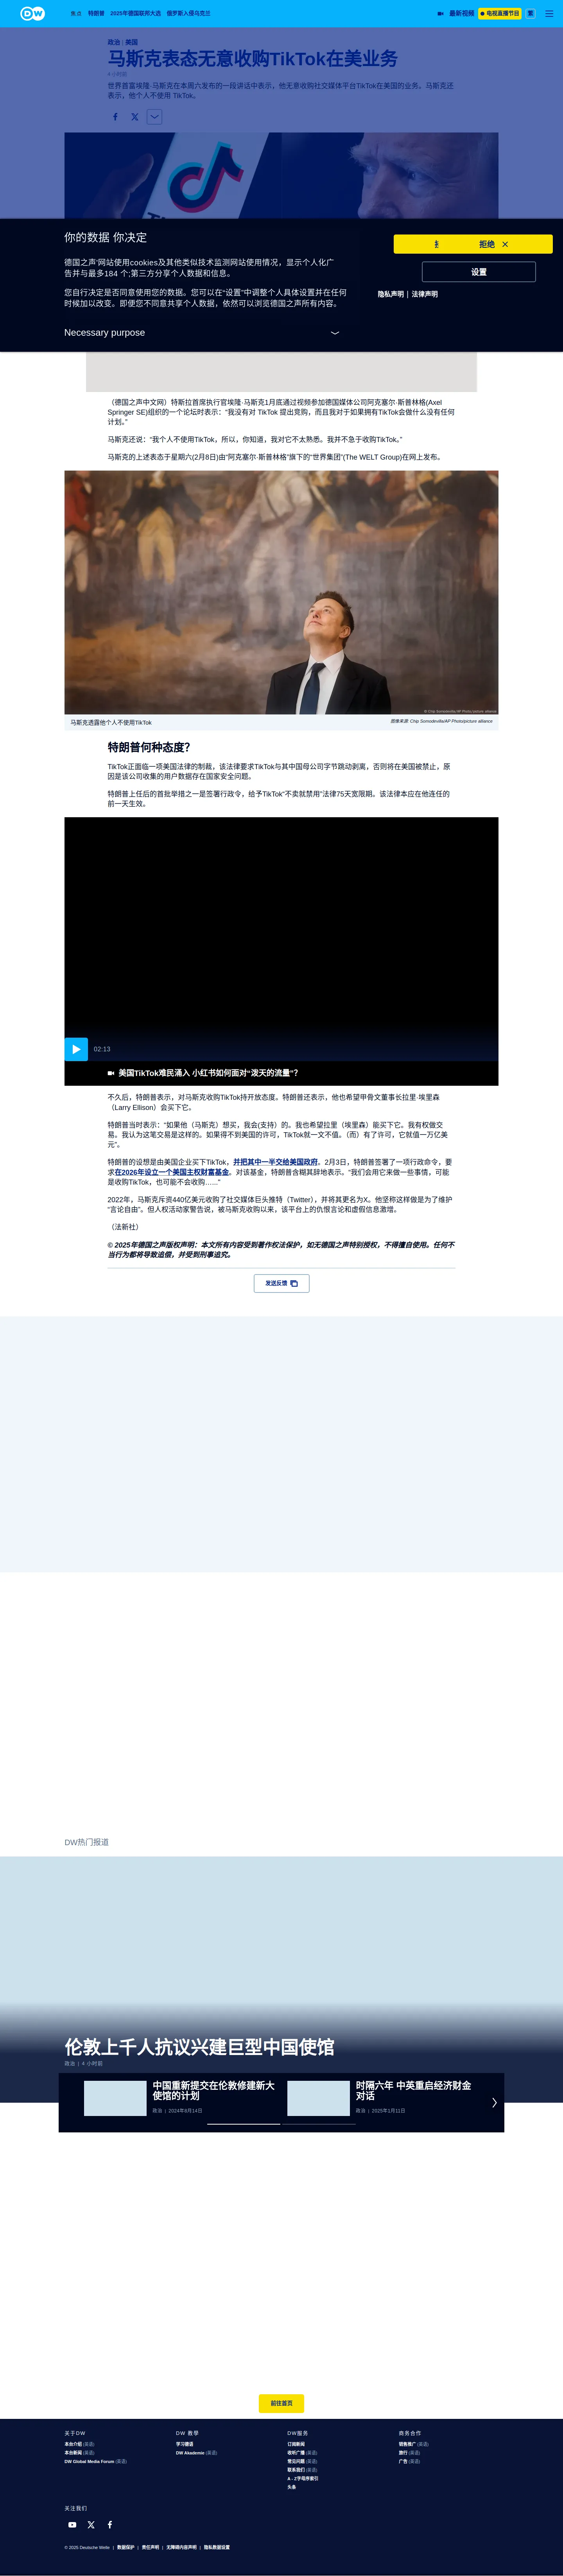 DW
焦点 特朗普 2025年德国联邦大选 俄罗斯入侵乌克兰
最新视频
电视直播节目
政治 | 美国
马斯克表态无意收购TikTok在美业务
4 小时前
世界首富埃隆·马斯克在本周六发布的一段讲话中表示，他无意收购社交媒体平台TikTok在美国的业务。马斯克还
表示，他个人不使用 TikTok。
你的数据 你决定
拒绝
设置
隐私声明 | 法律声明
德国之声’网站使用cookies及其他类似技术监测网站使用情况，显示个人化广
告并与最多184 个;第三方分享个人数据和信息。
您自行决定是否同意使用您的数据。您可以在“设置”中调整个人具体设置并在任何
时候加以改变。即便您不同意共享个人数据，依然可以浏览德国之声所有内容。
Necessary purpose
（德国之声中文网）特斯拉首席执行官埃隆·马斯克1月底通过视频参加德国媒体公司阿克塞尔·斯普林格(Axel
Springer SE)组织的一个论坛时表示：“我没有对 TikTok 提出竞购，而且我对于如果拥有TikTok会做什么没有任何
计划。”
马斯克还说：“我个人不使用TikTok，所以，你知道，我对它不太熟悉。我并不急于收购TikTok。”
马斯克的上述表态于星期六(2月8日)由“阿克塞尔·斯普林格”旗下的“世界集团”(The WELT Group)在网上发布。
© Chip Somodevilla/AP Photo/picture alliance
马斯克透露他个人不使用TikTok
图像来源: Chip Somodevilla/AP Photo/picture alliance
特朗普何种态度？
TikTok正面临一项美国法律的制裁，该法律要求TikTok与其中国母公司字节跳动剥离，否则将在美国被禁止，原
因是该公司收集的用户数据存在国家安全问题。
特朗普上任后的首批举措之一是签署行政令，给予TikTok“不卖就禁用”法律75天宽限期。该法律本应在他连任的
前一天生效。
02:13
美国TikTok难民涌入 小红书如何面对“泼天的流量”？
不久后，特朗普表示，对马斯克收购TikTok持开放态度。特朗普还表示，他也希望甲骨文董事长拉里·埃里森
（Larry Ellison）会买下它。
特朗普当时表示：“如果他（马斯克）想买，我会(支持）的。我也希望拉里（埃里森）能买下它。我有权做交
易。我认为这笔交易是这样的。如果得不到美国的许可，TikTok就一文不值。（而）有了许可，它就值一万亿美
元”。
特朗普的设想是由美国企业买下TikTok，并把其中一半交给美国政府。2月3日，特朗普签署了一项行政命令，要
求在2026年设立一个美国主权财富基金。对该基金，特朗普含糊其辞地表示。“我们会用它来做一些事情，可能
是收购TikTok，也可能不会收购……”
2022年，马斯克斥资440亿美元收购了社交媒体巨头推特（Twitter），并将其更名为X。他坚称这样做是为了维护
“言论自由”。但人权活动家警告说，被马斯克收购以来，该平台上的仇恨言论和虚假信息激增。
（法新社）
© 2025年德国之声版权声明：本文所有内容受到著作权法保护，如无德国之声特别授权，不得擅自使用。任何不
当行为都将导致追偿，并受到刑事追究。
发送反馈
DW热门报道
伦敦上千人抗议兴建巨型中国使馆
政治 | 4 小时前
中国重新提交在伦敦修建新大
使馆的计划
政治 | 2024年8月14日
时隔六年 中英重启经济财金
对话
政治 | 2025年1月11日
前往首页
关于DW
本台介绍 (英语)
本台新闻 (英语)
DW Global Media Forum (英语)
DW 教学
学习德语
DW Akademie (英语)
DW服务
订阅新闻
收听广播 (英语)
常见问题 (英语)
联系我们 (英语)
A - Z字母序索引
头条
商务合作
销售推广 (英语)
旅行 (英语)
广告 (英语)
关注我们
© 2025 Deutsche Welle | 数据保护 | 责任声明 | 无障碍内容声明 | 隐私数据设置